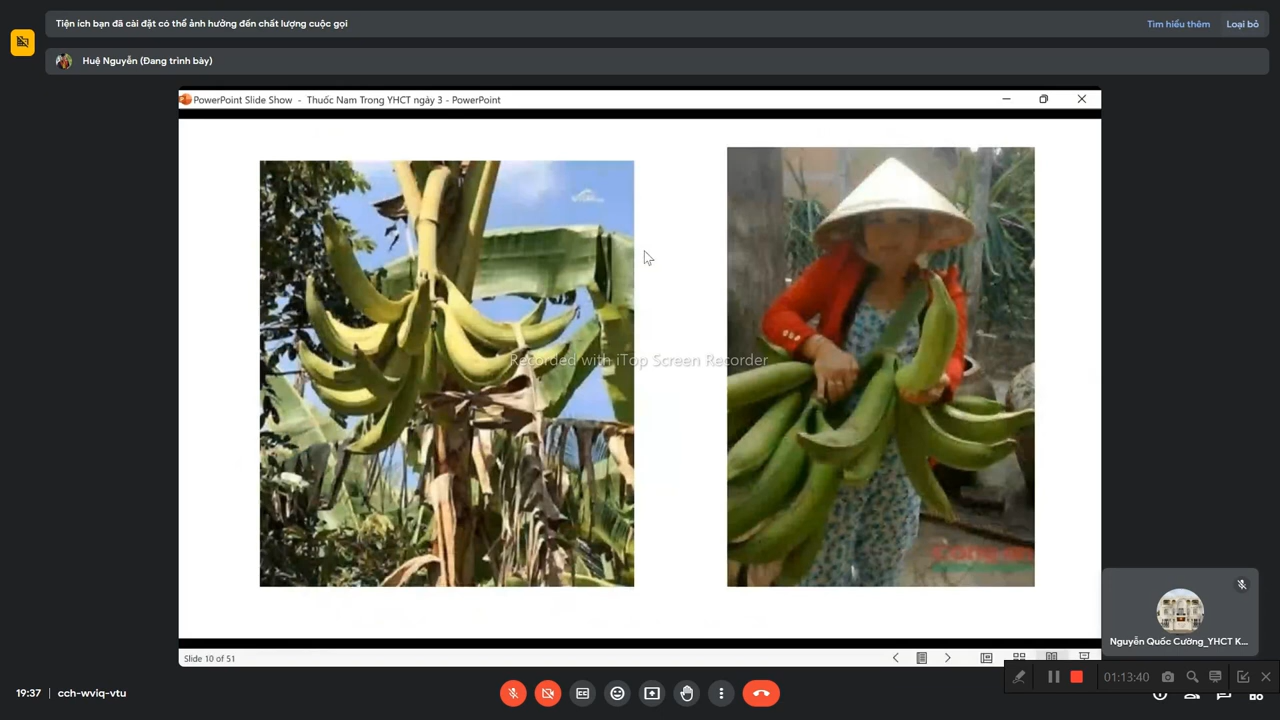 Tiện ích bạn đã cài đặt có thể ảnh hưởng đến chất lượng cuộc gọi
Tìm hiểu thêm
Loại bỏ
Huệ Nguyễn (Đang trình bày)
PowerPoint Slide Show - Thuốc Nam Trong YHCT ngày 3 - PowerPoint
Recorded with iTop Screen Recorder
Nguyễn Quốc Cường_YHCT K...
Slide 10 of 51
19:37 | cch-wviq-vtu
01:13:40